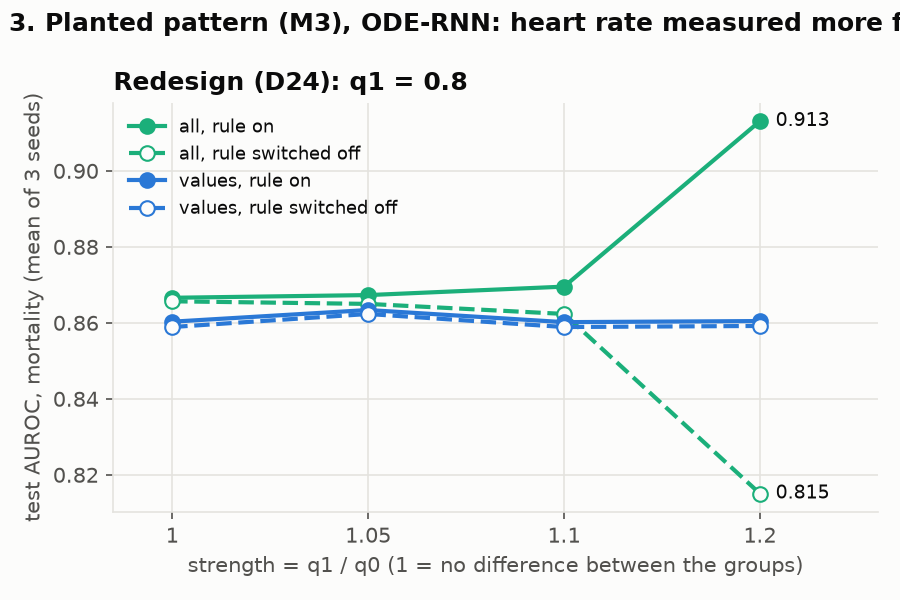 3. Planted pattern (M3), ODE-RNN: heart rate measured more f
Redesign (D24): q1 = 0.8
all, rule on
all, rule switched off
values, rule on
values, rule switched off
0.913
0.815
test AUROC, mortality (mean of 3 seeds)
0.90
0.88
0.86
0.84
0.82
1
1.05
1.1
1.2
strength = q1 / q0 (1 = no difference between the groups)